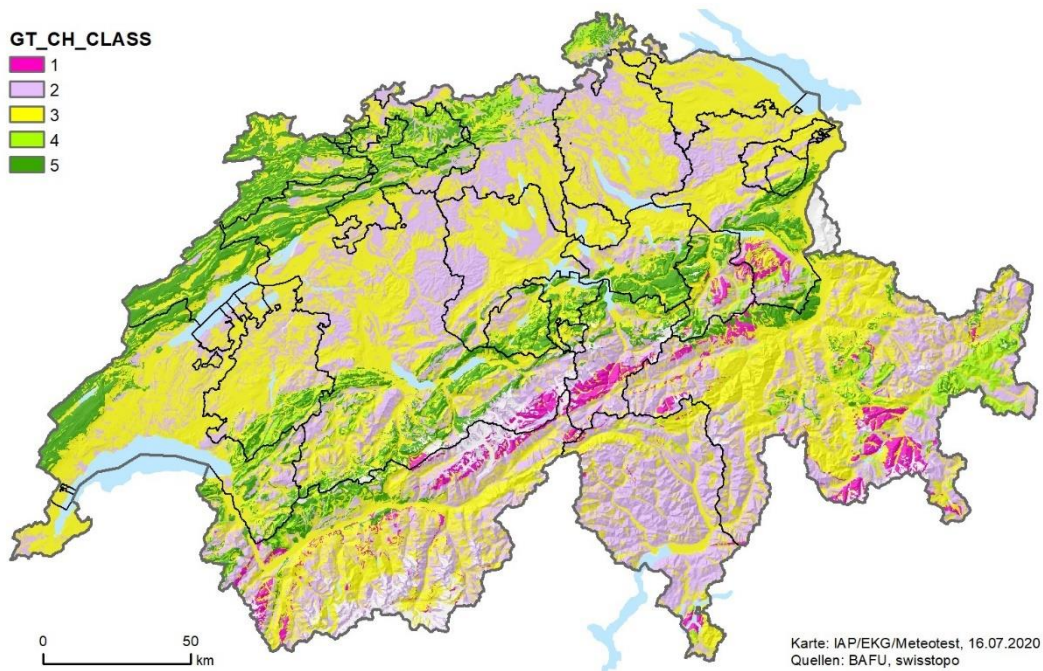 GT_CH_CLASS
1
2
3
4
5
0 50
km
Karte: IAP/EKG/Meteotest, 16.07.2020
Quellen: BAFU, swisstopo